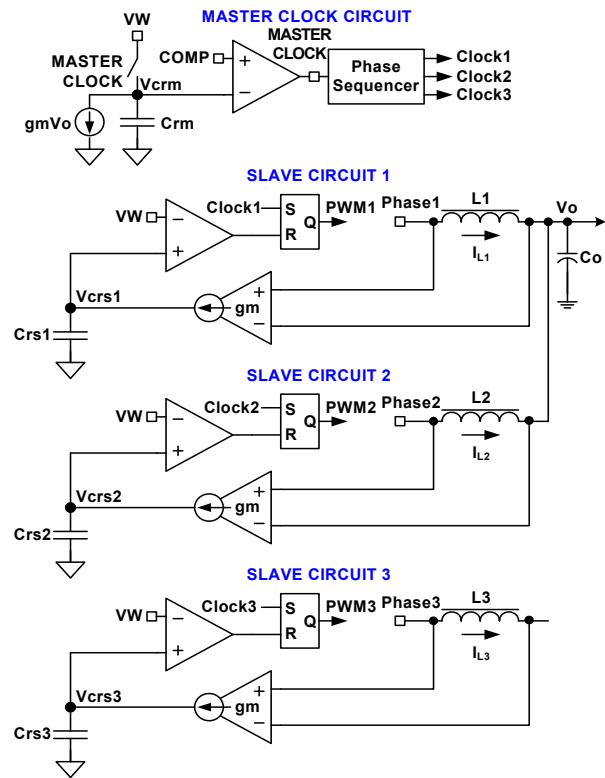 MASTER CLOCK CIRCUIT
VW
MASTER CLOCK
COMP
MASTER CLOCK
Vcrm
gmVo
Crm
+
−
Phase Sequencer
Clock1
Clock2
Clock3
SLAVE CIRCUIT 1
VW
−
+
Clock1
S
R
Q
PWM1
Phase1
L1
IL1
Vo
Co
Vcrs1
Crs1
gm
+
−
SLAVE CIRCUIT 2
VW
−
+
Clock2
S
R
Q
PWM2
Phase2
L2
IL2
Vcrs2
Crs2
gm
+
−
SLAVE CIRCUIT 3
VW
−
+
Clock3
S
R
Q
PWM3
Phase3
L3
IL3
Vcrs3
Crs3
gm
+
−